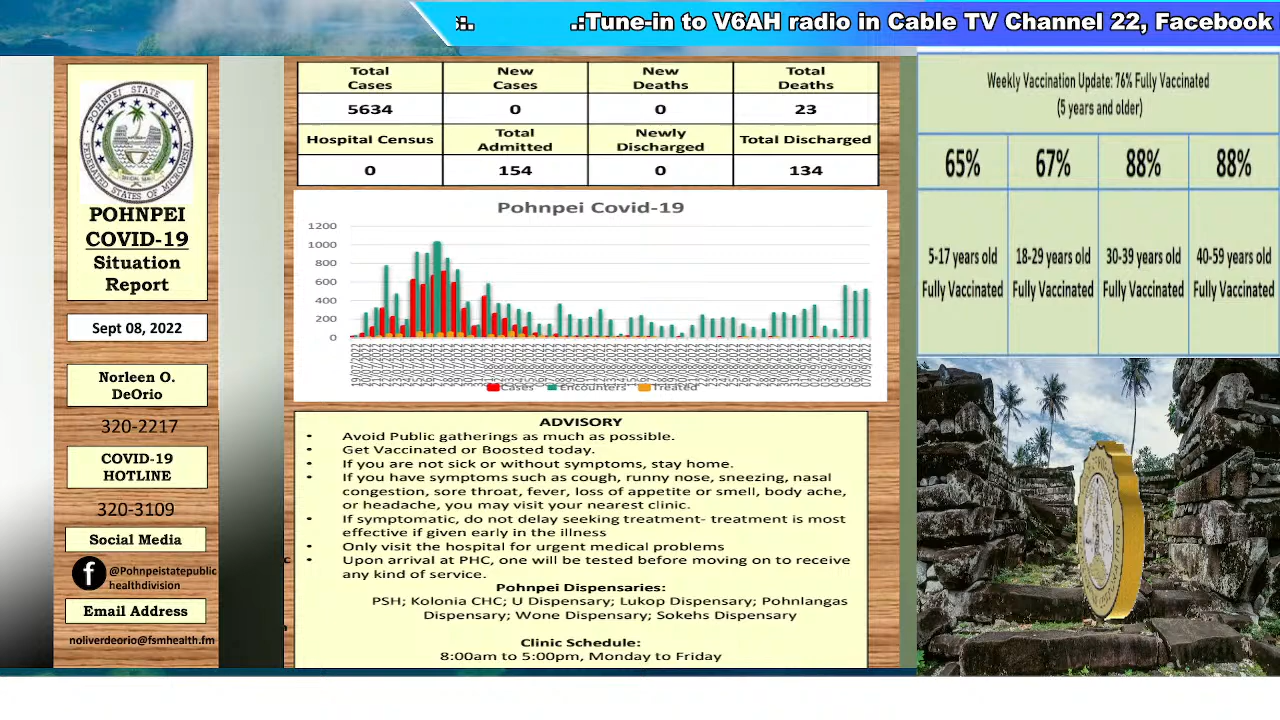 :.
.:Tune-in to V6AH radio in Cable TV Channel 22, Facebook
POHNPEI STATE SEAL
FEDERATED STATES OF MICRONESIA
POHNPEI
COVID-19
Situation
Report
Sept 08, 2022
Norleen O.
DeOrio
320-2217
COVID-19
HOTLINE
320-3109
Social Media
@Pohnpeistatepublic
healthdivision
Email Address
noliverdeorio@fsmhealth.fm
Total Cases New Cases New Deaths Total Deaths
5634 0 0 23
Hospital Census Total Admitted Newly Discharged Total Discharged
0 154 0 134
Pohnpei Covid-19
1200
1000
800
600
400
200
0
Cases Encounters Treated
ADVISORY
• Avoid Public gatherings as much as possible.
• Get Vaccinated or Boosted today.
• If you are not sick or without symptoms, stay home.
• If you have symptoms such as cough, runny nose, sneezing, nasal
congestion, sore throat, fever, loss of appetite or smell, body ache,
or headache, you may visit your nearest clinic.
• If symptomatic, do not delay seeking treatment- treatment is most
effective if given early in the illness
• Only visit the hospital for urgent medical problems
• Upon arrival at PHC, one will be tested before moving on to receive
any kind of service.
Pohnpei Dispensaries:
PSH; Kolonia CHC; U Dispensary; Lukop Dispensary; Pohnlangas
Dispensary; Wone Dispensary; Sokehs Dispensary
Clinic Schedule:
8:00am to 5:00pm, Monday to Friday
Weekly Vaccination Update: 76% Fully Vaccinated
(5 years and older)
65% 67% 88% 88%
5-17 years old 18-29 years old 30-39 years old 40-59 years old
Fully Vaccinated Fully Vaccinated Fully Vaccinated Fully Vaccinated